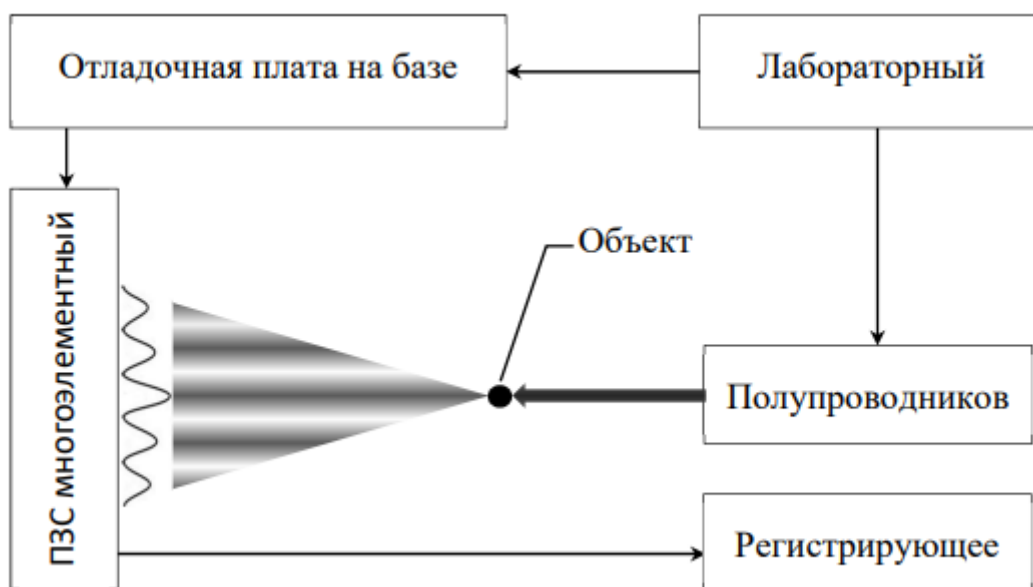 Отладочная плата на базе
Лабораторный
ПЗС многоэлементный
Объект
Полупроводников
Регистрирующее